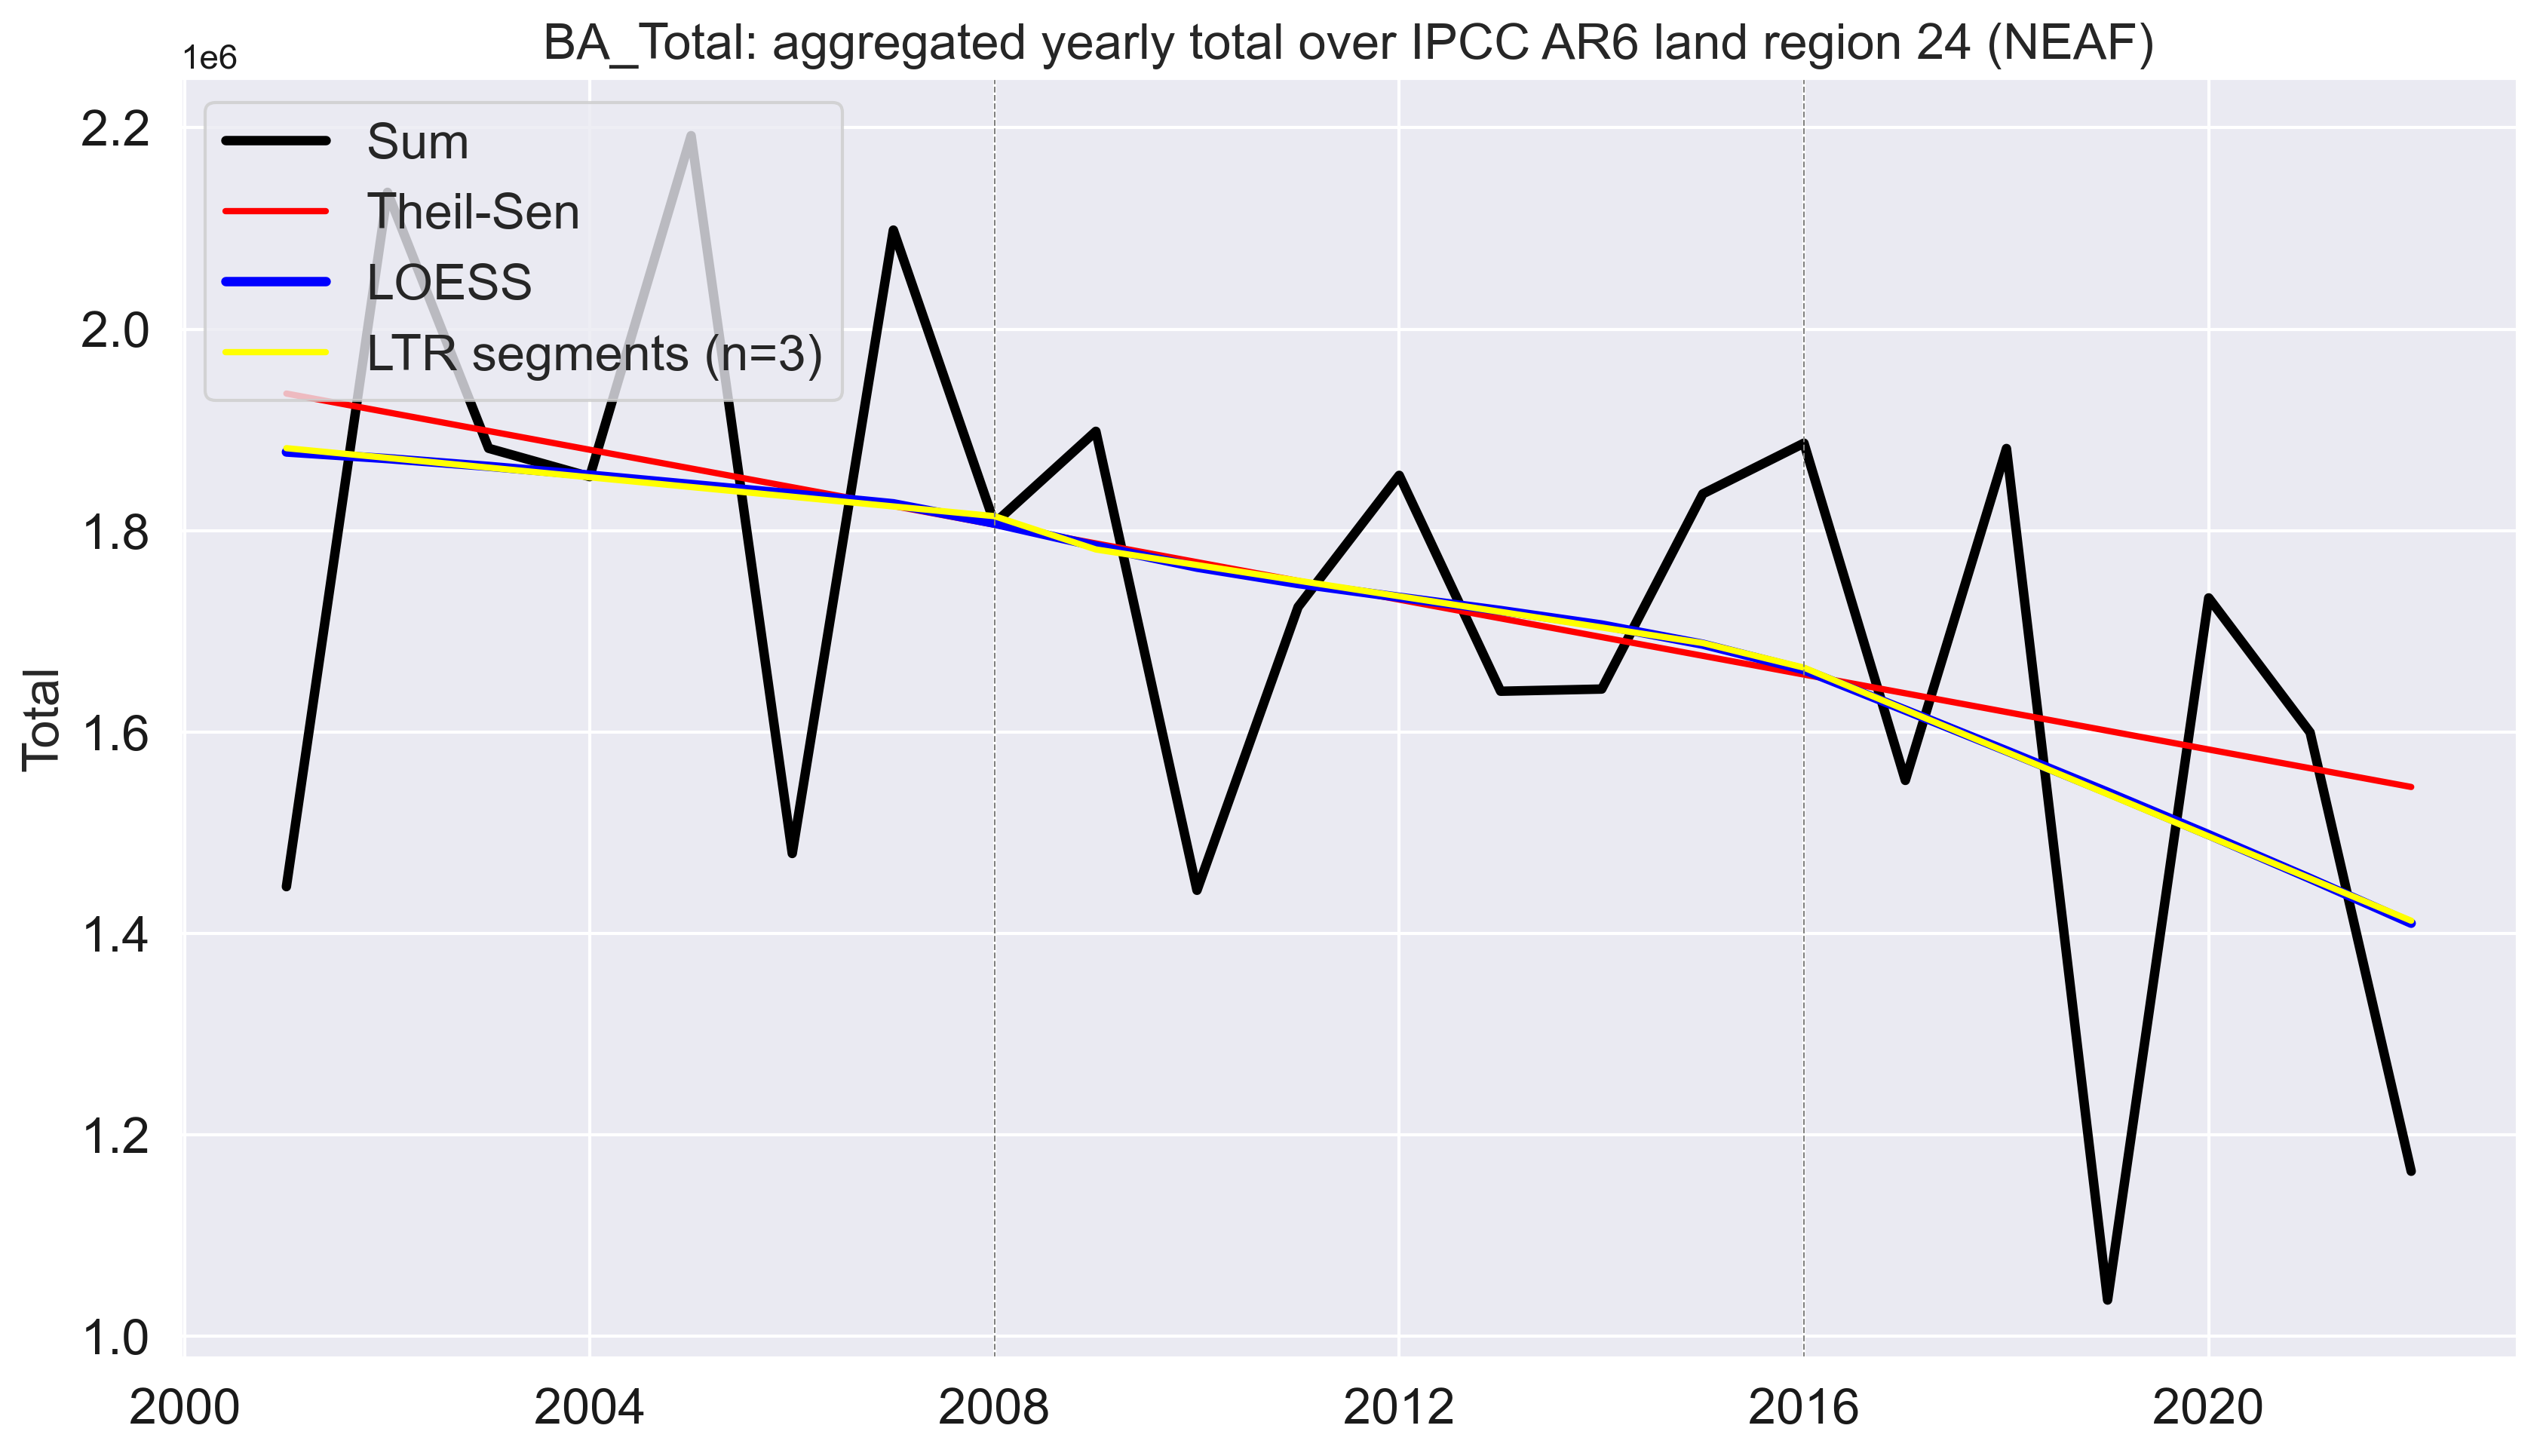 BA_Total: aggregated yearly total over IPCC AR6 land region 24 (NEAF)
1e6
Sum
Theil-Sen
LOESS
LTR segments (n=3)
2.2
2.0
1.8
1.6
1.4
1.2
1.0
Total
2000
2004
2008
2012
2016
2020